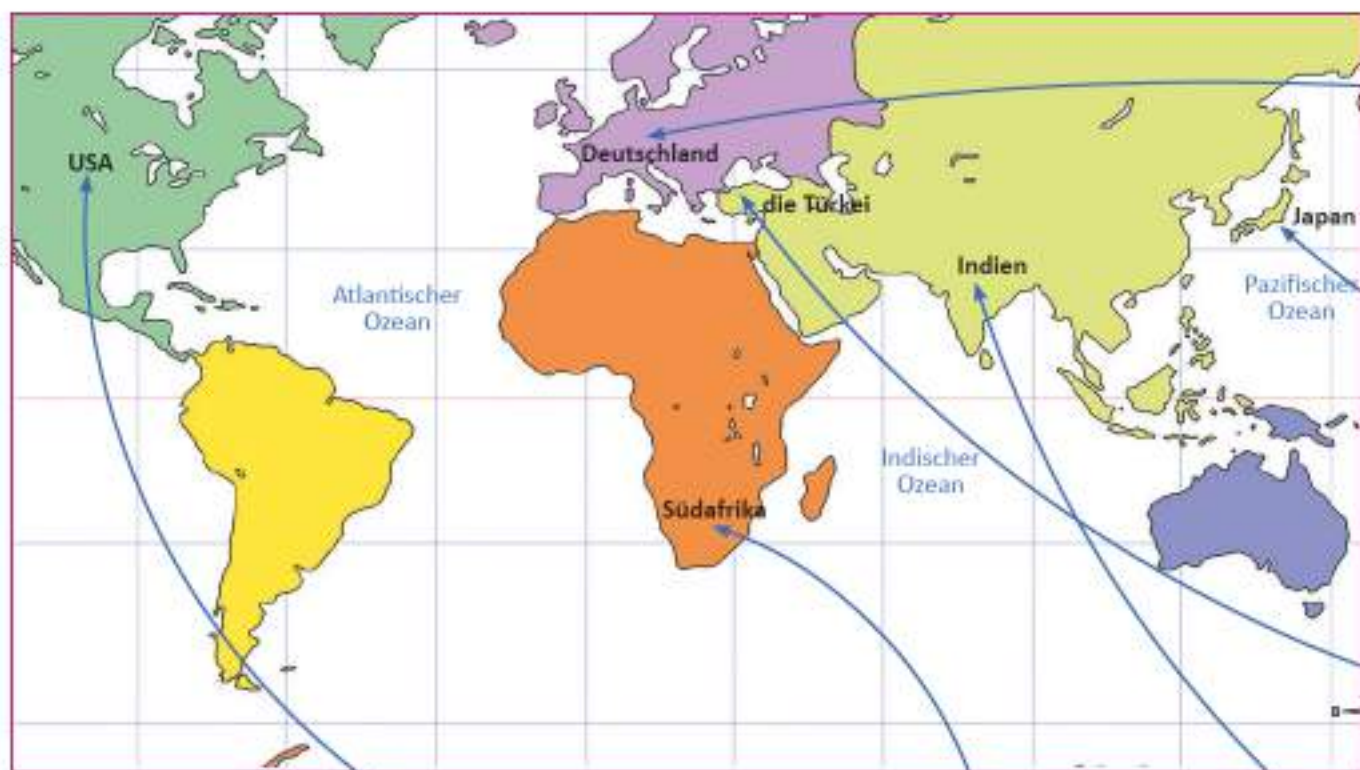 USA
Deutschland
die Türkei
Japan
Indien
Atlantischer
Ozean
Pazifischer
Ozean
Indischer
Ozean
Südafrika